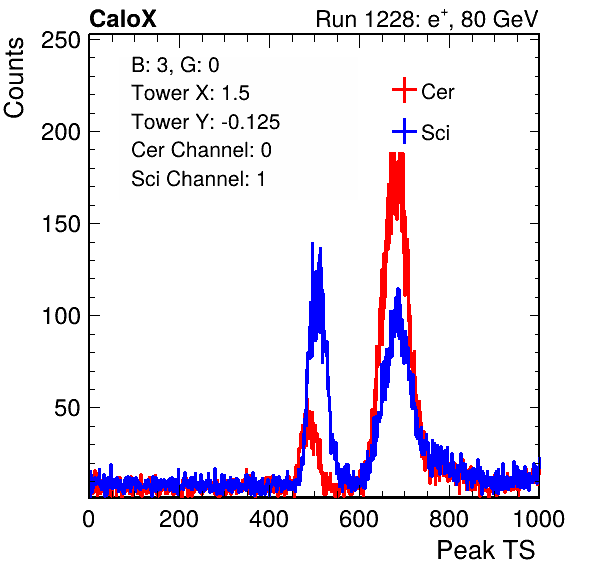 CaloX Run 1228: e⁺, 80 GeV
Counts
250
200
150
100
50
B: 3, G: 0
Tower X: 1.5
Tower Y: -0.125
Cer Channel: 0
Sci Channel: 1
Cer
Sci
0 200 400 600 800 1000
Peak TS